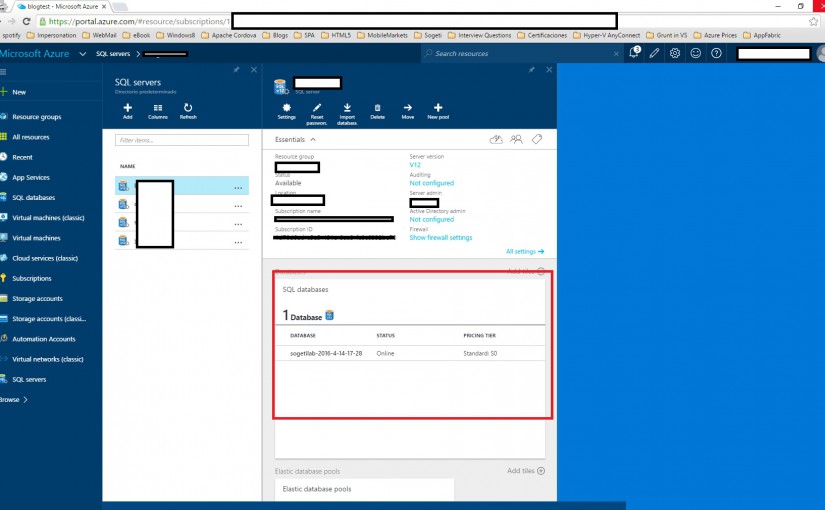 blogtest - Microsoft Azure
https://portal.azure.com/#resource/subscriptions/1
spotify Impersonation WebMail eBook Windows8 Apache Cordova Blogs SPA HTML5 MobileMarkets Sogeti Interview Questions Certificaciones Hyper-V AnyConnect Grunt in VS Azure Prices AppFabric
Microsoft Azure SQL servers Search resources 3
New
Resource groups
All resources
Recent
App Services
SQL databases
Virtual machines (classic)
Virtual machines
Cloud services (classic)
Subscriptions
Storage accounts
Storage accounts (classi...
Automation Accounts
Virtual networks (classic)
SQL servers
Browse
SQL servers
Directorio predeterminado
Add Columns Refresh
Filter items...
NAME
SQL server
Settings Reset passwor... Import databas... Delete Move New pool
Essentials
Resource group
Status
Available
Location
Subscription name
Subscription ID
Server version
V12
Auditing
Not configured
Server admin
Active Directory admin
Not configured
Firewall
Show firewall settings
All settings
Databases Add tiles
SQL databases
1 Database
DATABASE STATUS PRICING TIER
sogetilab-2016-4-14-17-28 Online Standard: S0
Elastic database pools Add tiles
Elastic database pools